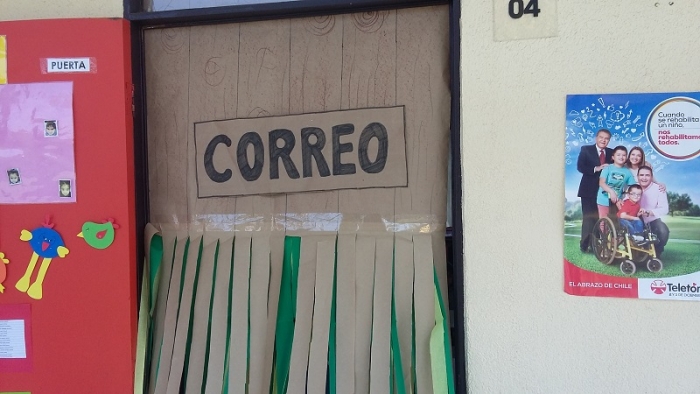 04
PUERTA
CORREO
Cuando
se rehabilita
un niño,
nos
rehabilitamos
todos.
EL ABRAZO DE CHILE
Teletón